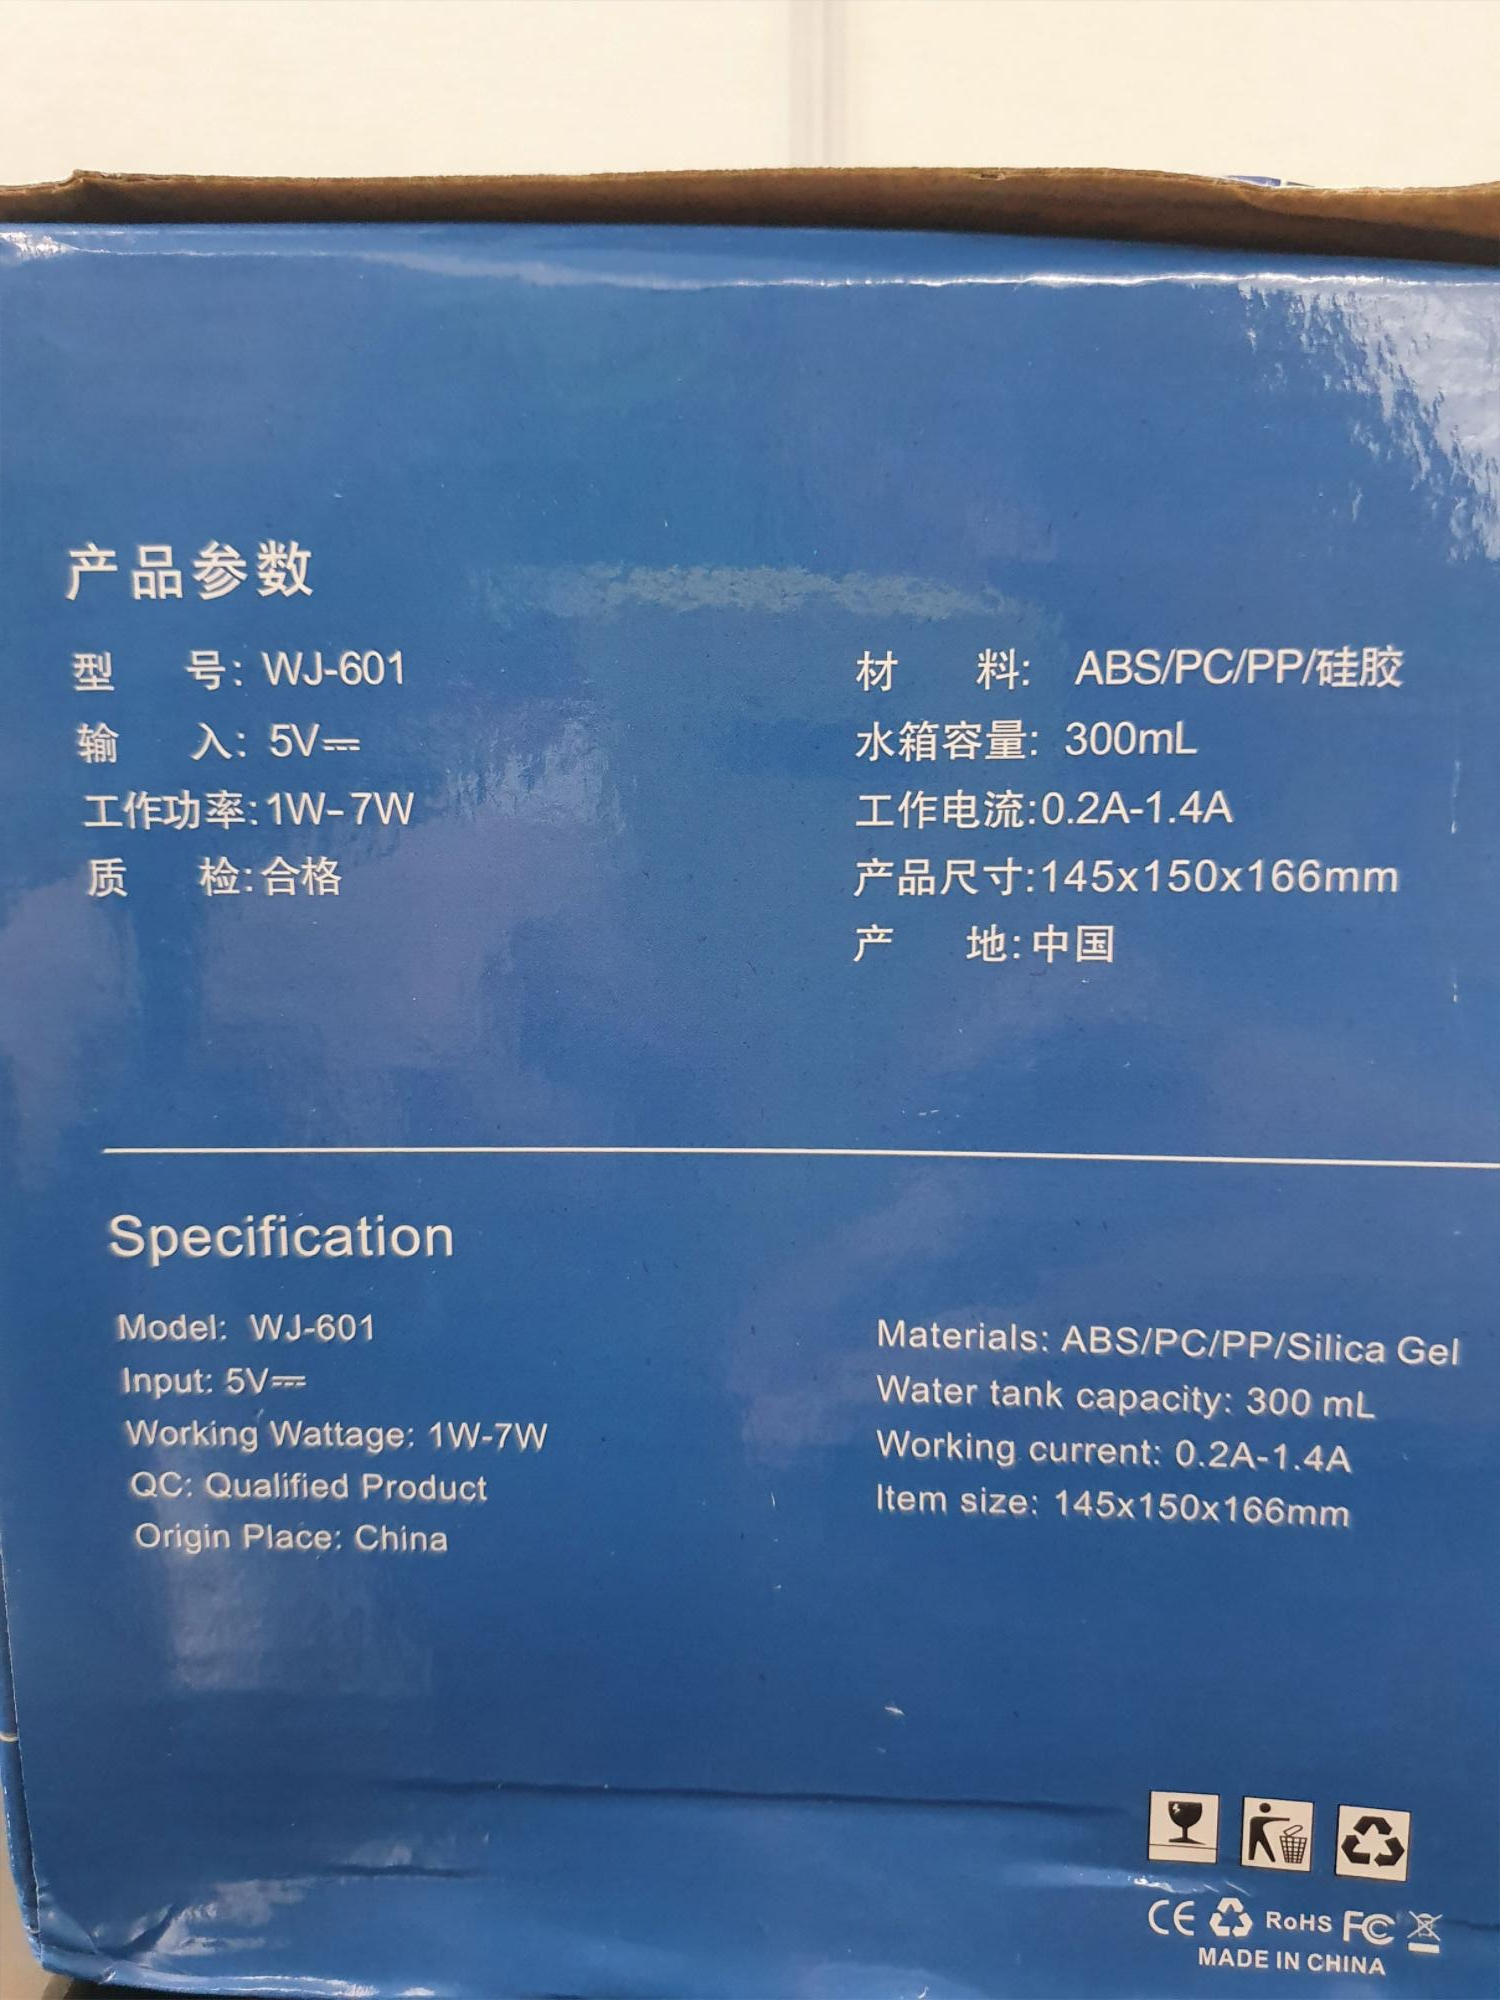 产品参数
型 号: WJ-601
输 入: 5V⎓
工作功率:1W-7W
质 检:合格
材 料: ABS/PC/PP/硅胶
水箱容量: 300mL
工作电流:0.2A-1.4A
产品尺寸:145x150x166mm
产 地:中国
Specification
Model: WJ-601
Input: 5V⎓
Working Wattage: 1W-7W
QC: Qualified Product
Origin Place: China
Materials: ABS/PC/PP/Silica Gel
Water tank capacity: 300 mL
Working current: 0.2A-1.4A
Item size: 145x150x166mm
CE RoHS FC
MADE IN CHINA